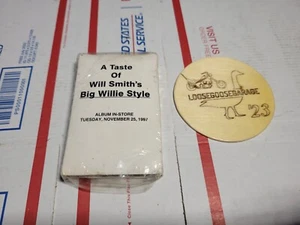 UNITED STATES
SERVICE
A Taste
Of
Will Smith's
Big Willie Style
ALBUM IN-STORE
TUESDAY, NOVEMBER 25, 1997
VISIT US
LOOSEGOOSEGARAGE
'23